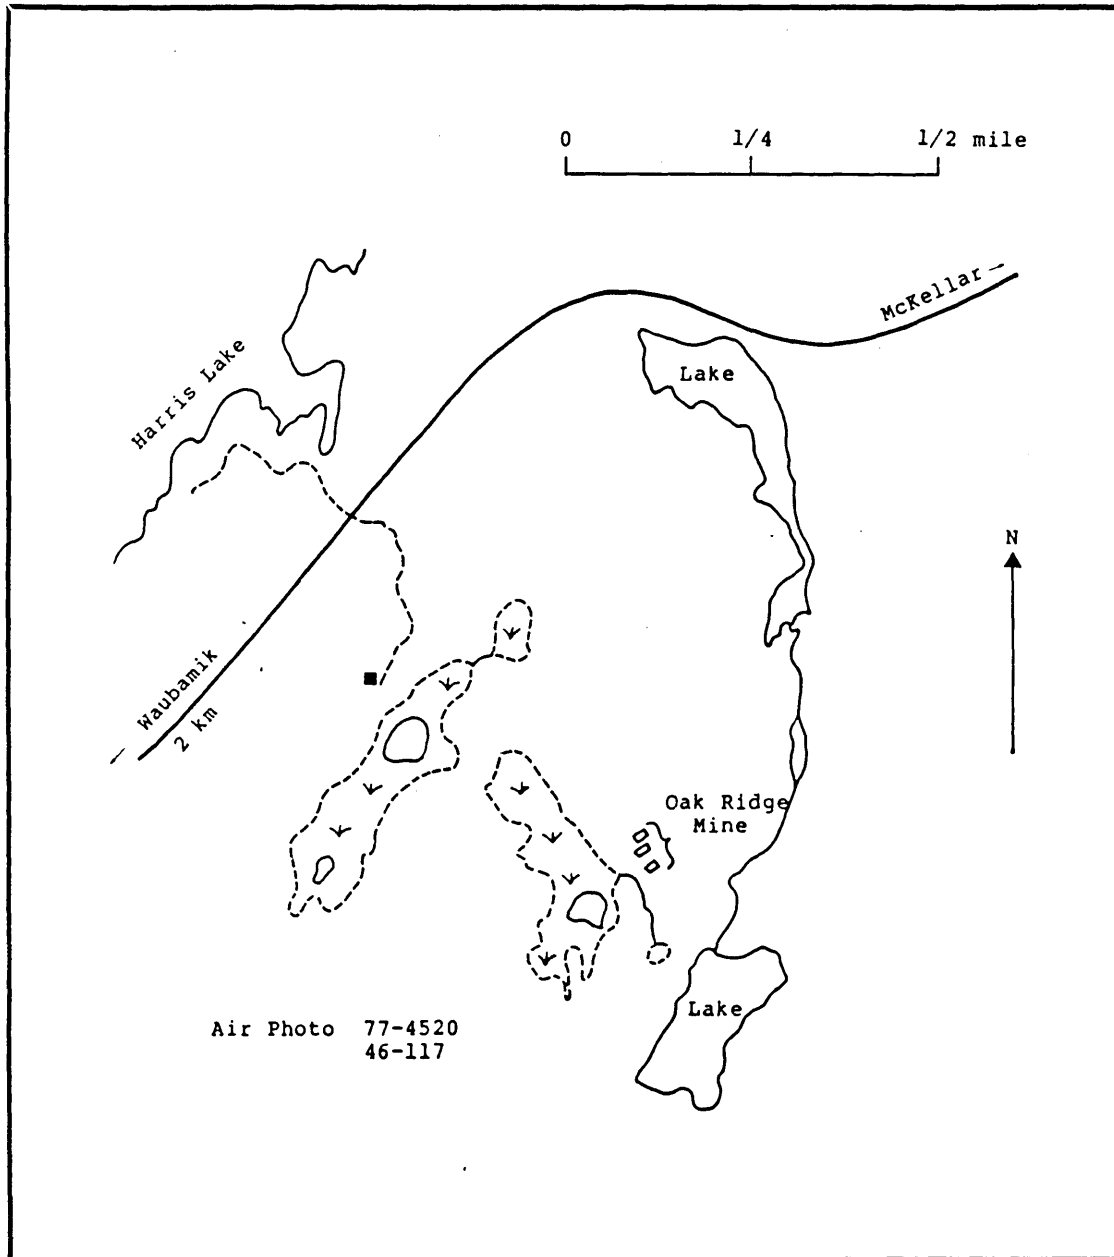 0 1/4 1/2 mile
McKellar
Harris Lake
Lake
N
Waubamik
2 km
Oak Ridge
Mine
Lake
Air Photo 77-4520
46-117